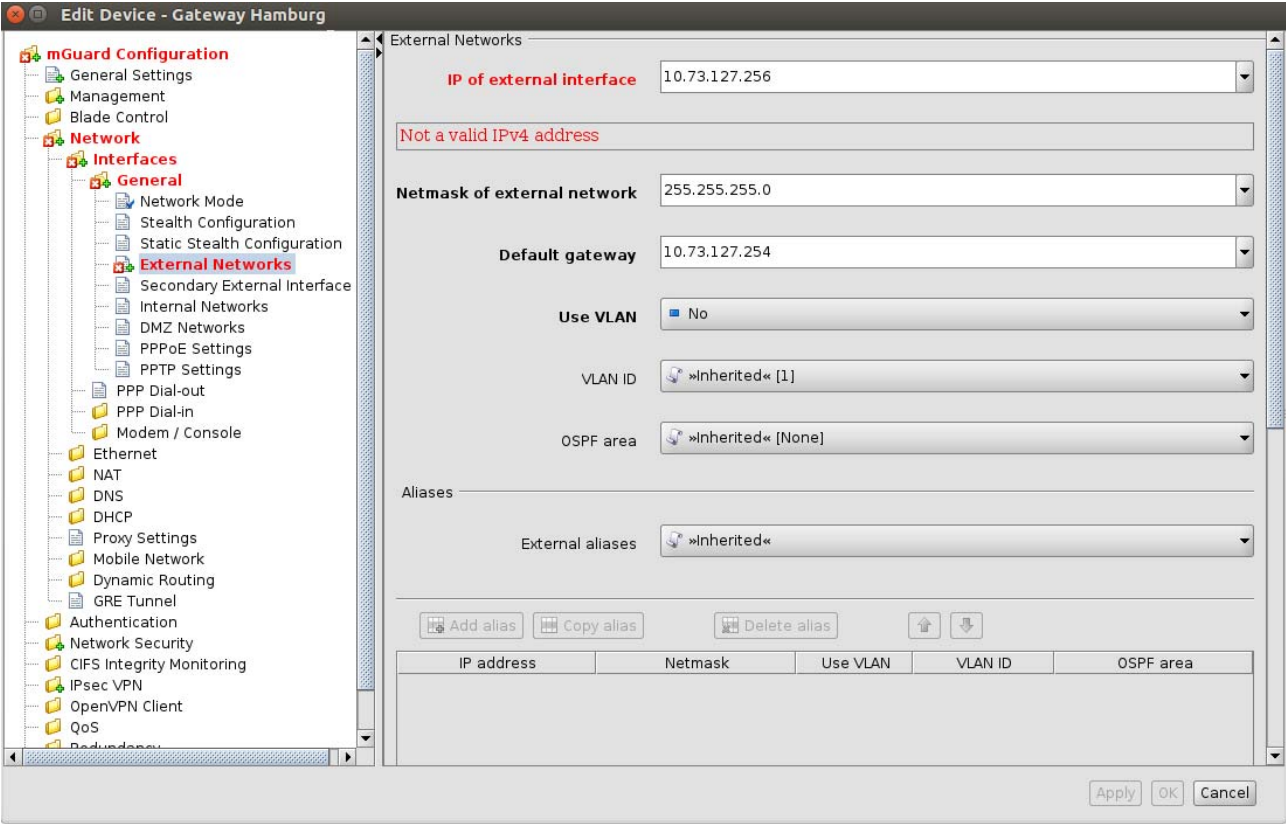 Edit Device - Gateway Hamburg
mGuard Configuration
General Settings
Management
Blade Control
Network
Interfaces
General
Network Mode
Stealth Configuration
Static Stealth Configuration
External Networks
Secondary External Interface
Internal Networks
DMZ Networks
PPPoE Settings
PPTP Settings
PPP Dial-out
PPP Dial-in
Modem / Console
Ethernet
NAT
DNS
DHCP
Proxy Settings
Mobile Network
Dynamic Routing
GRE Tunnel
Authentication
Network Security
CIFS Integrity Monitoring
IPsec VPN
OpenVPN Client
QoS
Redundancy
External Networks
IP of external interface 10.73.127.256
Not a valid IPv4 address
Netmask of external network 255.255.255.0
Default gateway 10.73.127.254
Use VLAN No
VLAN ID »Inherited« [1]
OSPF area »Inherited« [None]
Aliases
External aliases »Inherited«
Add alias Copy alias Delete alias
IP address Netmask Use VLAN VLAN ID OSPF area
Apply OK Cancel